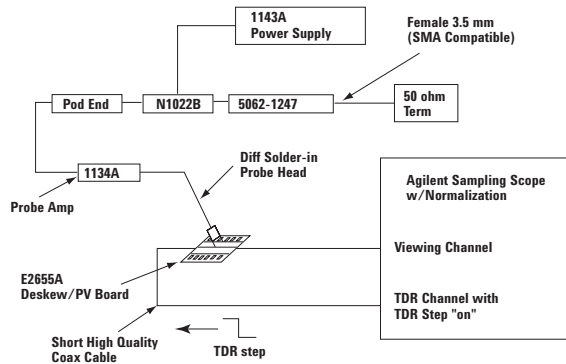 1143A
Power Supply
Female 3.5 mm
(SMA Compatible)
Pod End
N1022B
5062-1247
50 ohm
Term
1134A
Diff Solder-in
Probe Head
Probe Amp
Agilent Sampling Scope
w/Normalization
Viewing Channel
E2655A
Deskew/PV Board
TDR Channel with
TDR Step "on"
Short High Quality
Coax Cable
TDR step